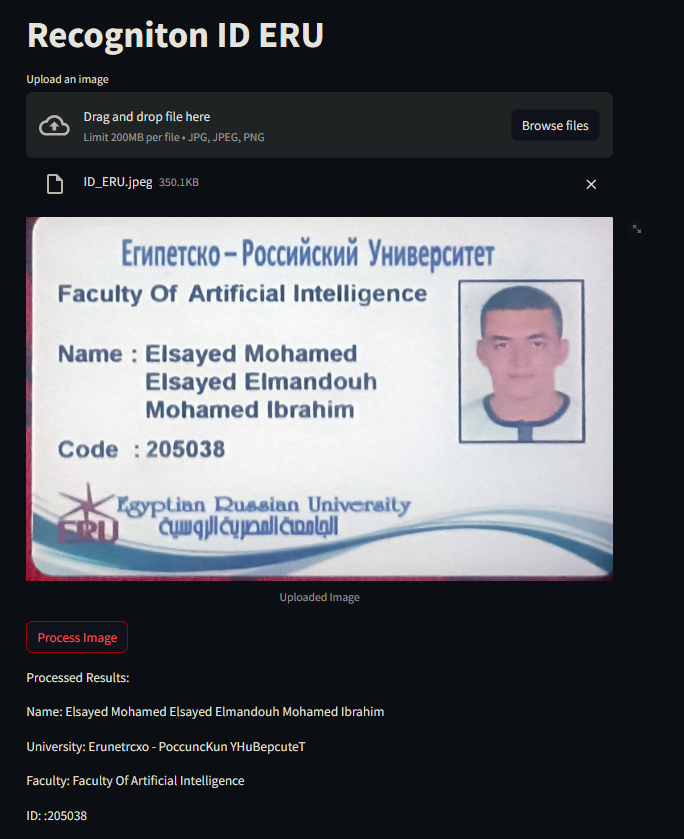 Recogniton ID ERU
Upload an image
Drag and drop file here
Limit 200MB per file • JPG, JPEG, PNG
Browse files
ID_ERU.jpeg 350.1KB
Египетско – Российский Университет
Faculty Of Artificial Intelligence
Name : Elsayed Mohamed
Elsayed Elmandouh
Mohamed Ibrahim
Code : 205038
ERU
Egyptian Russian University
الجامعة المصرية الروسية
Uploaded Image
Process Image
Processed Results:
Name: Elsayed Mohamed Elsayed Elmandouh Mohamed Ibrahim
University: Erunetrcxo - PoccuncKun YHuBepcuteT
Faculty: Faculty Of Artificial Intelligence
ID: :205038